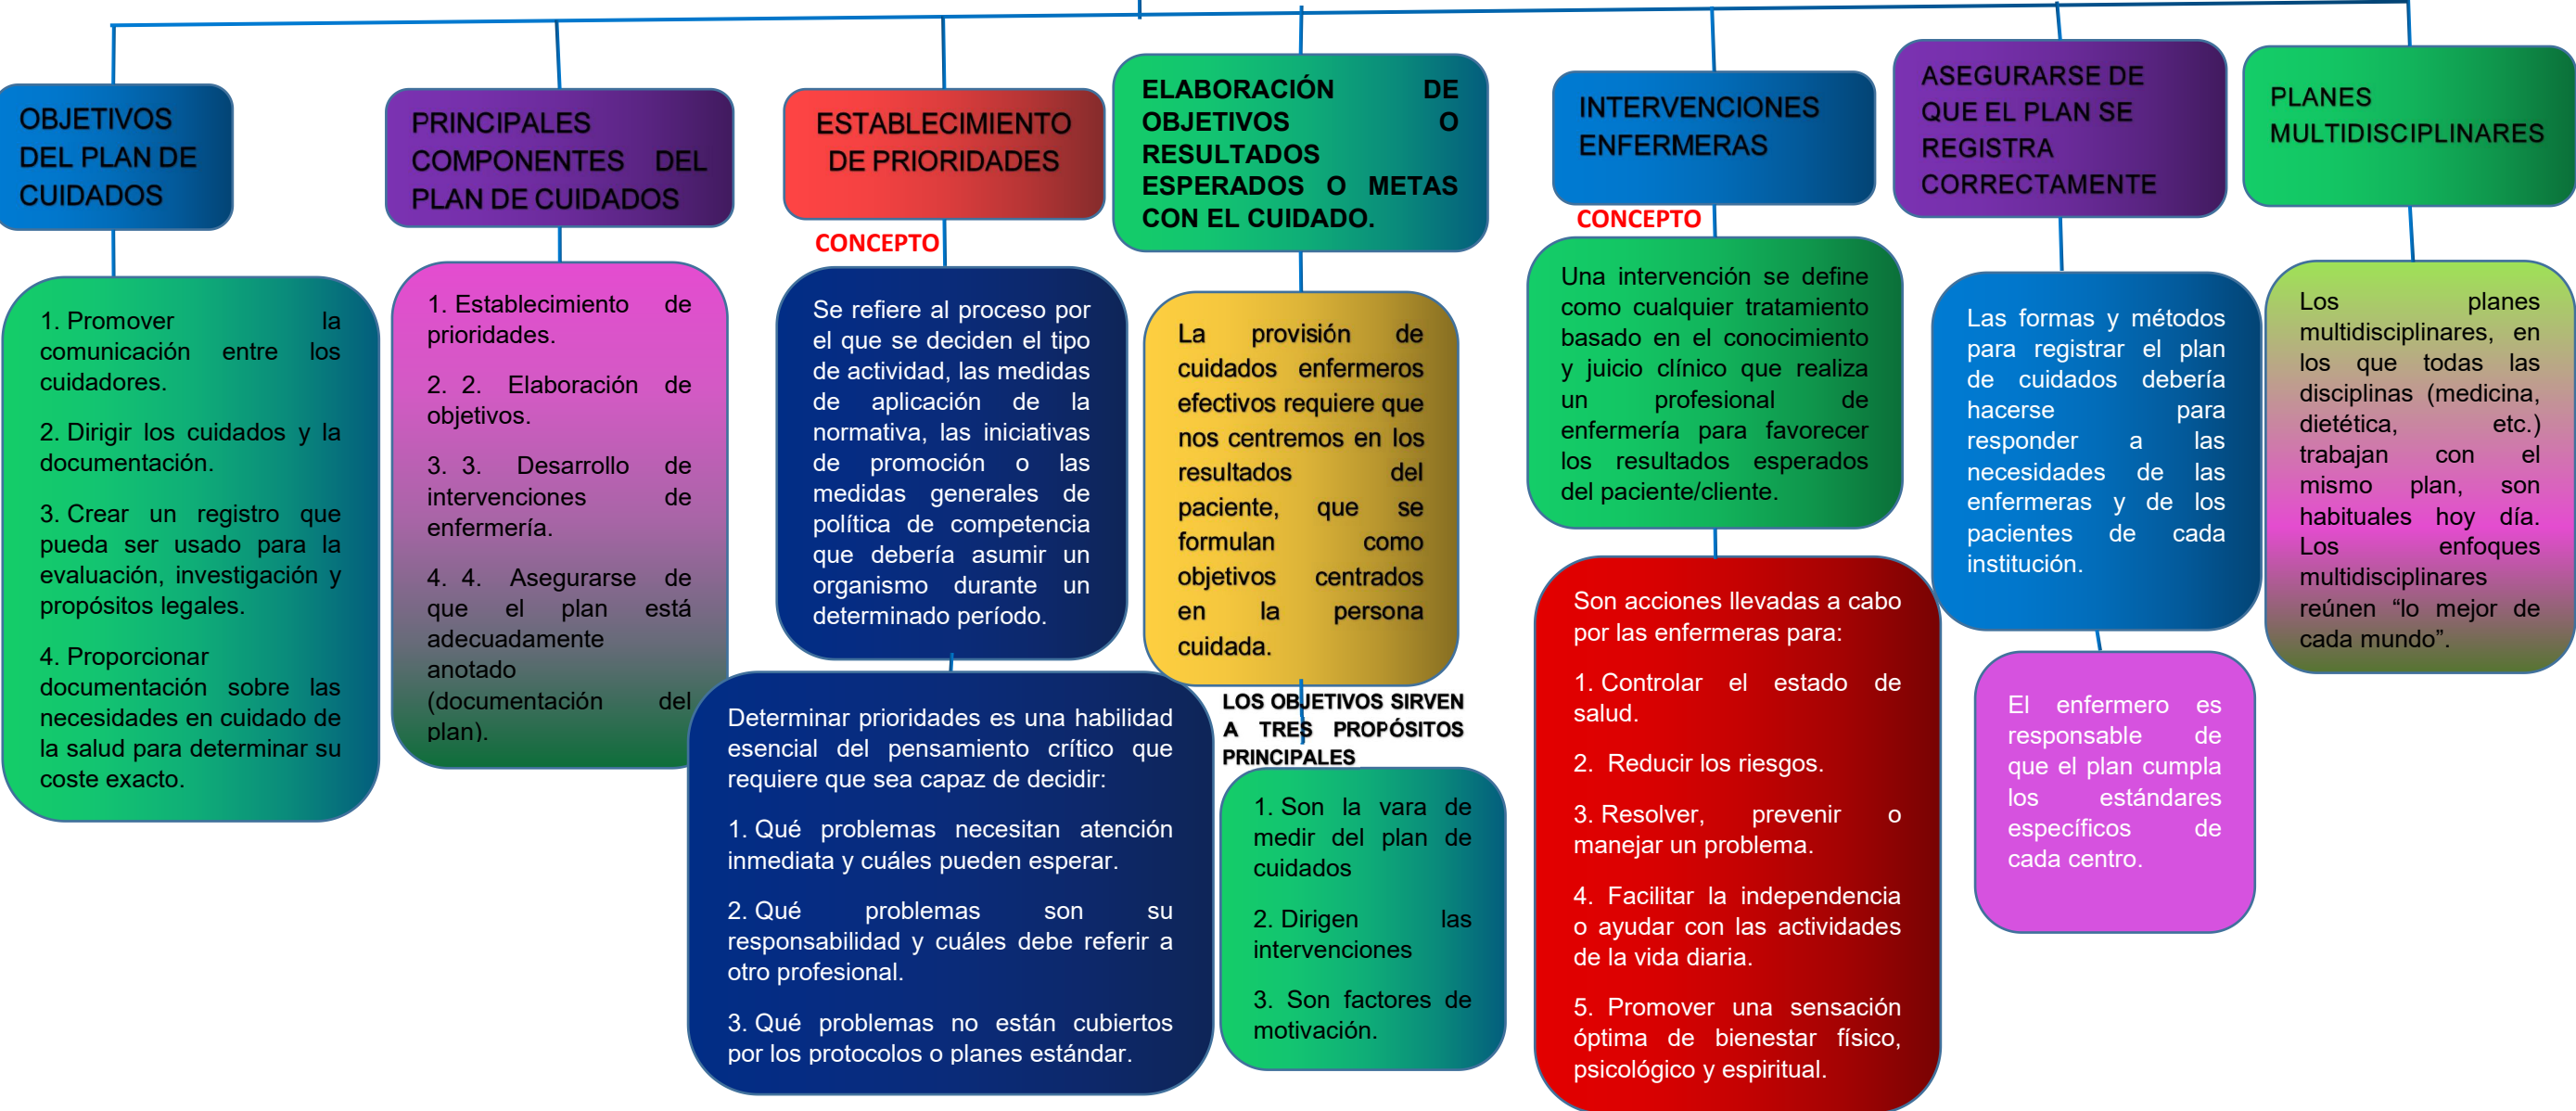 OBJETIVOS
DEL PLAN DE
CUIDADOS
1. Promover la
comunicación entre los
cuidadores.
2. Dirigir los cuidados y la
documentación.
3. Crear un registro que
pueda ser usado para la
evaluación, investigación y
propósitos legales.
4. Proporcionar
documentación sobre las
necesidades en cuidado de
la salud para determinar su
coste exacto.
PRINCIPALES
COMPONENTES DEL
PLAN DE CUIDADOS
1. Establecimiento de
prioridades.
2. 2. Elaboración de
objetivos.
3. 3. Desarrollo de
intervenciones de
enfermería.
4. 4. Asegurarse de
que el plan está
adecuadamente
anotado
(documentación del
plan).
ESTABLECIMIENTO
DE PRIORIDADES
CONCEPTO
Se refiere al proceso por
el que se deciden el tipo
de actividad, las medidas
de aplicación de la
normativa, las iniciativas
de promoción o las
medidas generales de
política de competencia
que debería asumir un
organismo durante un
determinado período.
Determinar prioridades es una habilidad
esencial del pensamiento crítico que
requiere que sea capaz de decidir:
1. Qué problemas necesitan atención
inmediata y cuáles pueden esperar.
2. Qué problemas son su
responsabilidad y cuáles debe referir a
otro profesional.
3. Qué problemas no están cubiertos
por los protocolos o planes estándar.
ELABORACIÓN DE
OBJETIVOS O
RESULTADOS
ESPERADOS O METAS
CON EL CUIDADO.
La provisión de
cuidados enfermeros
efectivos requiere que
nos centremos en los
resultados del
paciente, que se
formulan como
objetivos centrados
en la persona
cuidada.
LOS OBJETIVOS SIRVEN
A TRES PROPÓSITOS
PRINCIPALES
1. Son la vara de
medir del plan de
cuidados
2. Dirigen las
intervenciones
3. Son factores de
motivación.
INTERVENCIONES
ENFERMERAS
CONCEPTO
Una intervención se define
como cualquier tratamiento
basado en el conocimiento
y juicio clínico que realiza
un profesional de
enfermería para favorecer
los resultados esperados
del paciente/cliente.
Son acciones llevadas a cabo
por las enfermeras para:
1. Controlar el estado de
salud.
2. Reducir los riesgos.
3. Resolver, prevenir o
manejar un problema.
4. Facilitar la independencia
o ayudar con las actividades
de la vida diaria.
5. Promover una sensación
óptima de bienestar físico,
psicológico y espiritual.
ASEGURARSE DE
QUE EL PLAN SE
REGISTRA
CORRECTAMENTE
Las formas y métodos
para registrar el plan
de cuidados debería
hacerse para
responder a las
necesidades de las
enfermeras y de los
pacientes de cada
institución.
El enfermero es
responsable de
que el plan cumpla
los estándares
específicos de
cada centro.
PLANES
MULTIDISCIPLINARES
Los planes
multidisciplinares, en
los que todas las
disciplinas (medicina,
dietética, etc.)
trabajan con el
mismo plan, son
habituales hoy día.
Los enfoques
multidisciplinares
reúnen “lo mejor de
cada mundo”.